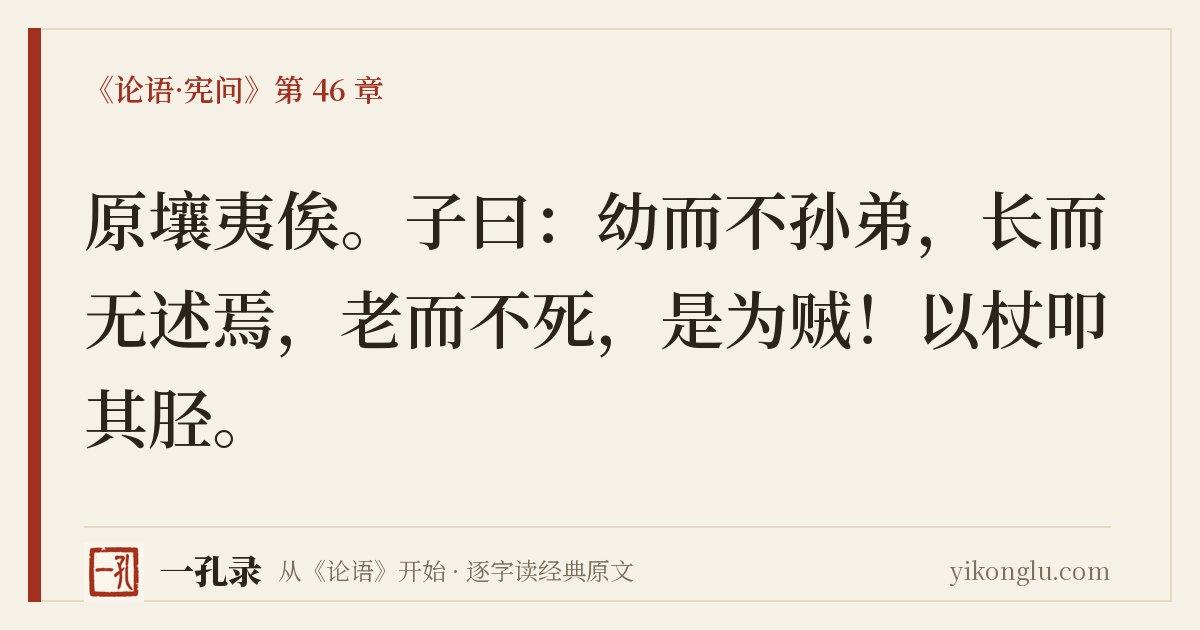 《论语·宪问》第 46 章
原壤夷俟。子曰：幼而不孙弟，长而
无述焉，老而不死，是为贼！以杖叩
其胫。
一孔
一孔录 从《论语》开始 · 逐字读经典原文 yikonglu.com